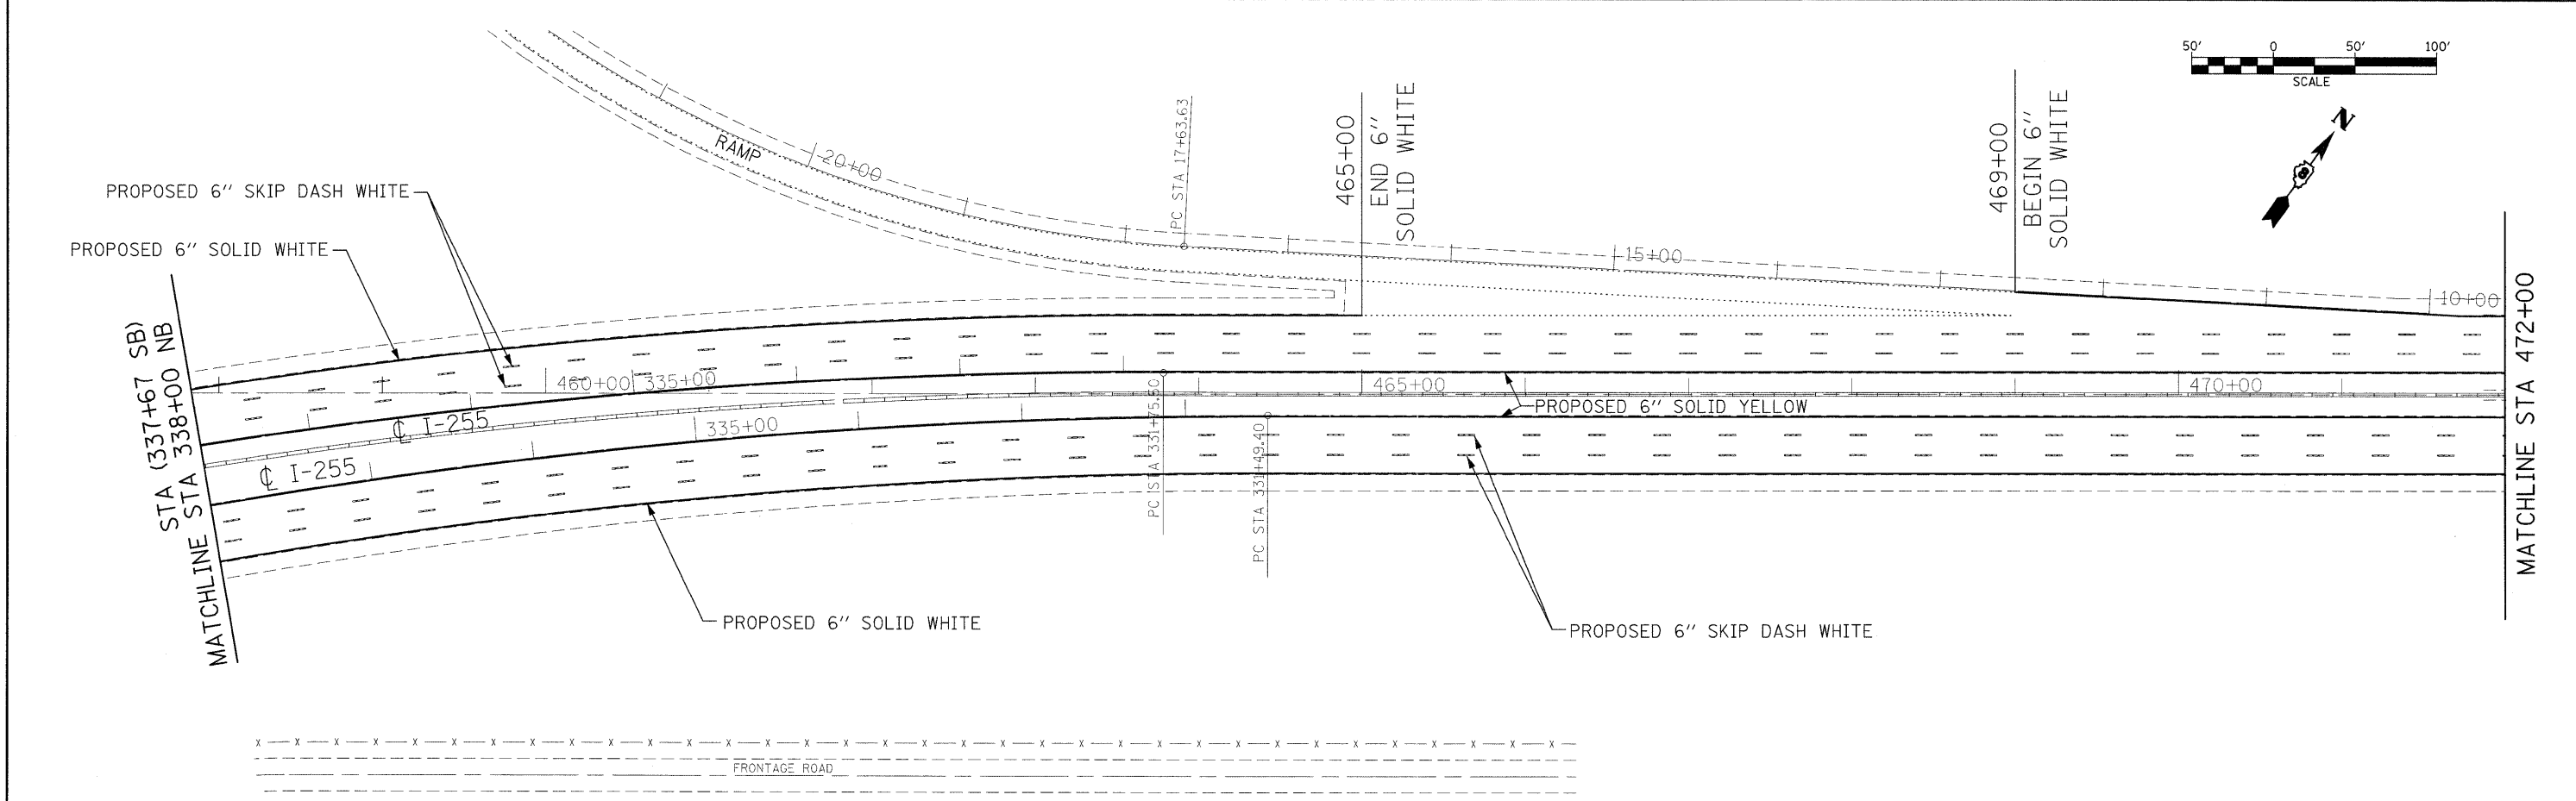 50' 0 50' 100'
SCALE
N
PROPOSED 6" SKIP DASH WHITE
PROPOSED 6" SOLID WHITE
RAMP
20+00
PC STA 17+63.63
465+00
END 6"
SOLID WHITE
15+00
469+00
BEGIN 6"
SOLID WHITE
10+00
STA (337+67 SB)
MATCHLINE STA 338+00 NB
460+00
335+00
465+00
470+00
PROPOSED 6" SOLID YELLOW
℄ I-255
335+00
℄ I-255
PC STA 331+75.50
PC STA 331+49.40
MATCHLINE STA 472+00
PROPOSED 6" SOLID WHITE
PROPOSED 6" SKIP DASH WHITE
X X X X X X X X X X X X X X X X X X X X X X X X X X X X X X X X X X
FRONTAGE ROAD